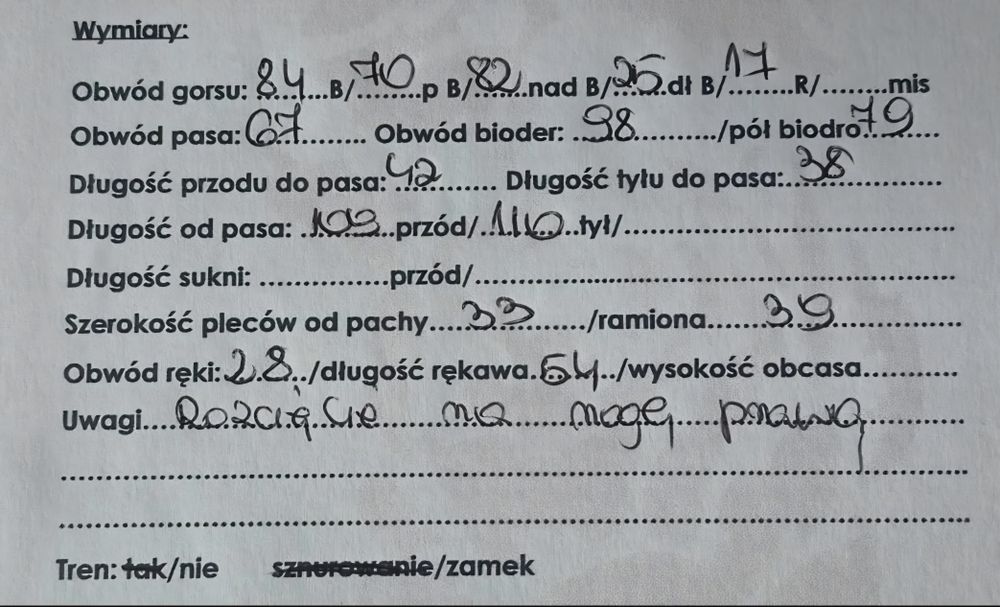 Wymiary:
Obwód gorsu: 84 B/70 p B/82 nad B/25 dł B/17 R/ mis
Obwód pasa: 67 Obwód bioder: 98 /pół biodro 79
Długość przodu do pasa: 42 Długość tyłu do pasa: 38
Długość od pasa: 109 przód/ 110 tył/
Długość sukni: przód/
Szerokość pleców od pachy 33 /ramiona 39
Obwód ręki: 28 /długość rękawa 64 /wysokość obcasa
Uwagi Rozcięcie na nogę prawą
Tren: tak/nie sznurowanie/zamek